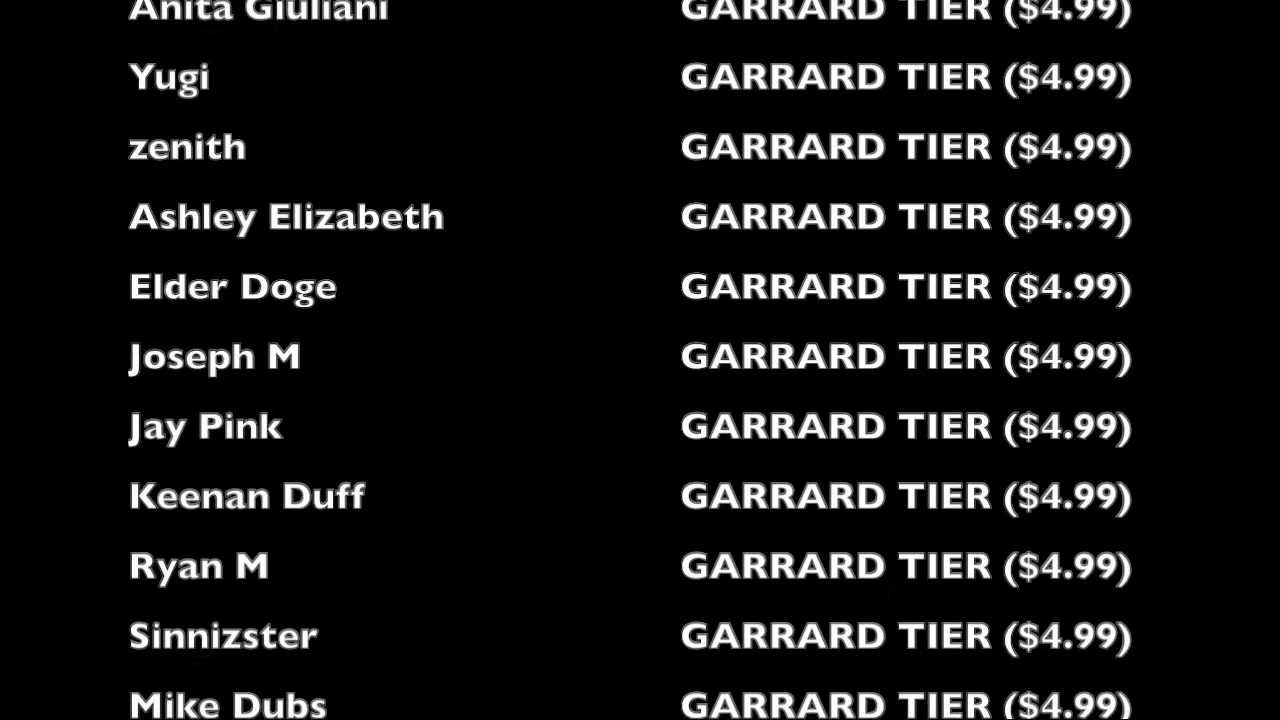 Anita Giuliani GARRARD TIER ($4.99)
Yugi GARRARD TIER ($4.99)
zenith GARRARD TIER ($4.99)
Ashley Elizabeth GARRARD TIER ($4.99)
Elder Doge GARRARD TIER ($4.99)
Joseph M GARRARD TIER ($4.99)
Jay Pink GARRARD TIER ($4.99)
Keenan Duff GARRARD TIER ($4.99)
Ryan M GARRARD TIER ($4.99)
Sinnizster GARRARD TIER ($4.99)
Mike Dubs GARRARD TIER ($4.99)